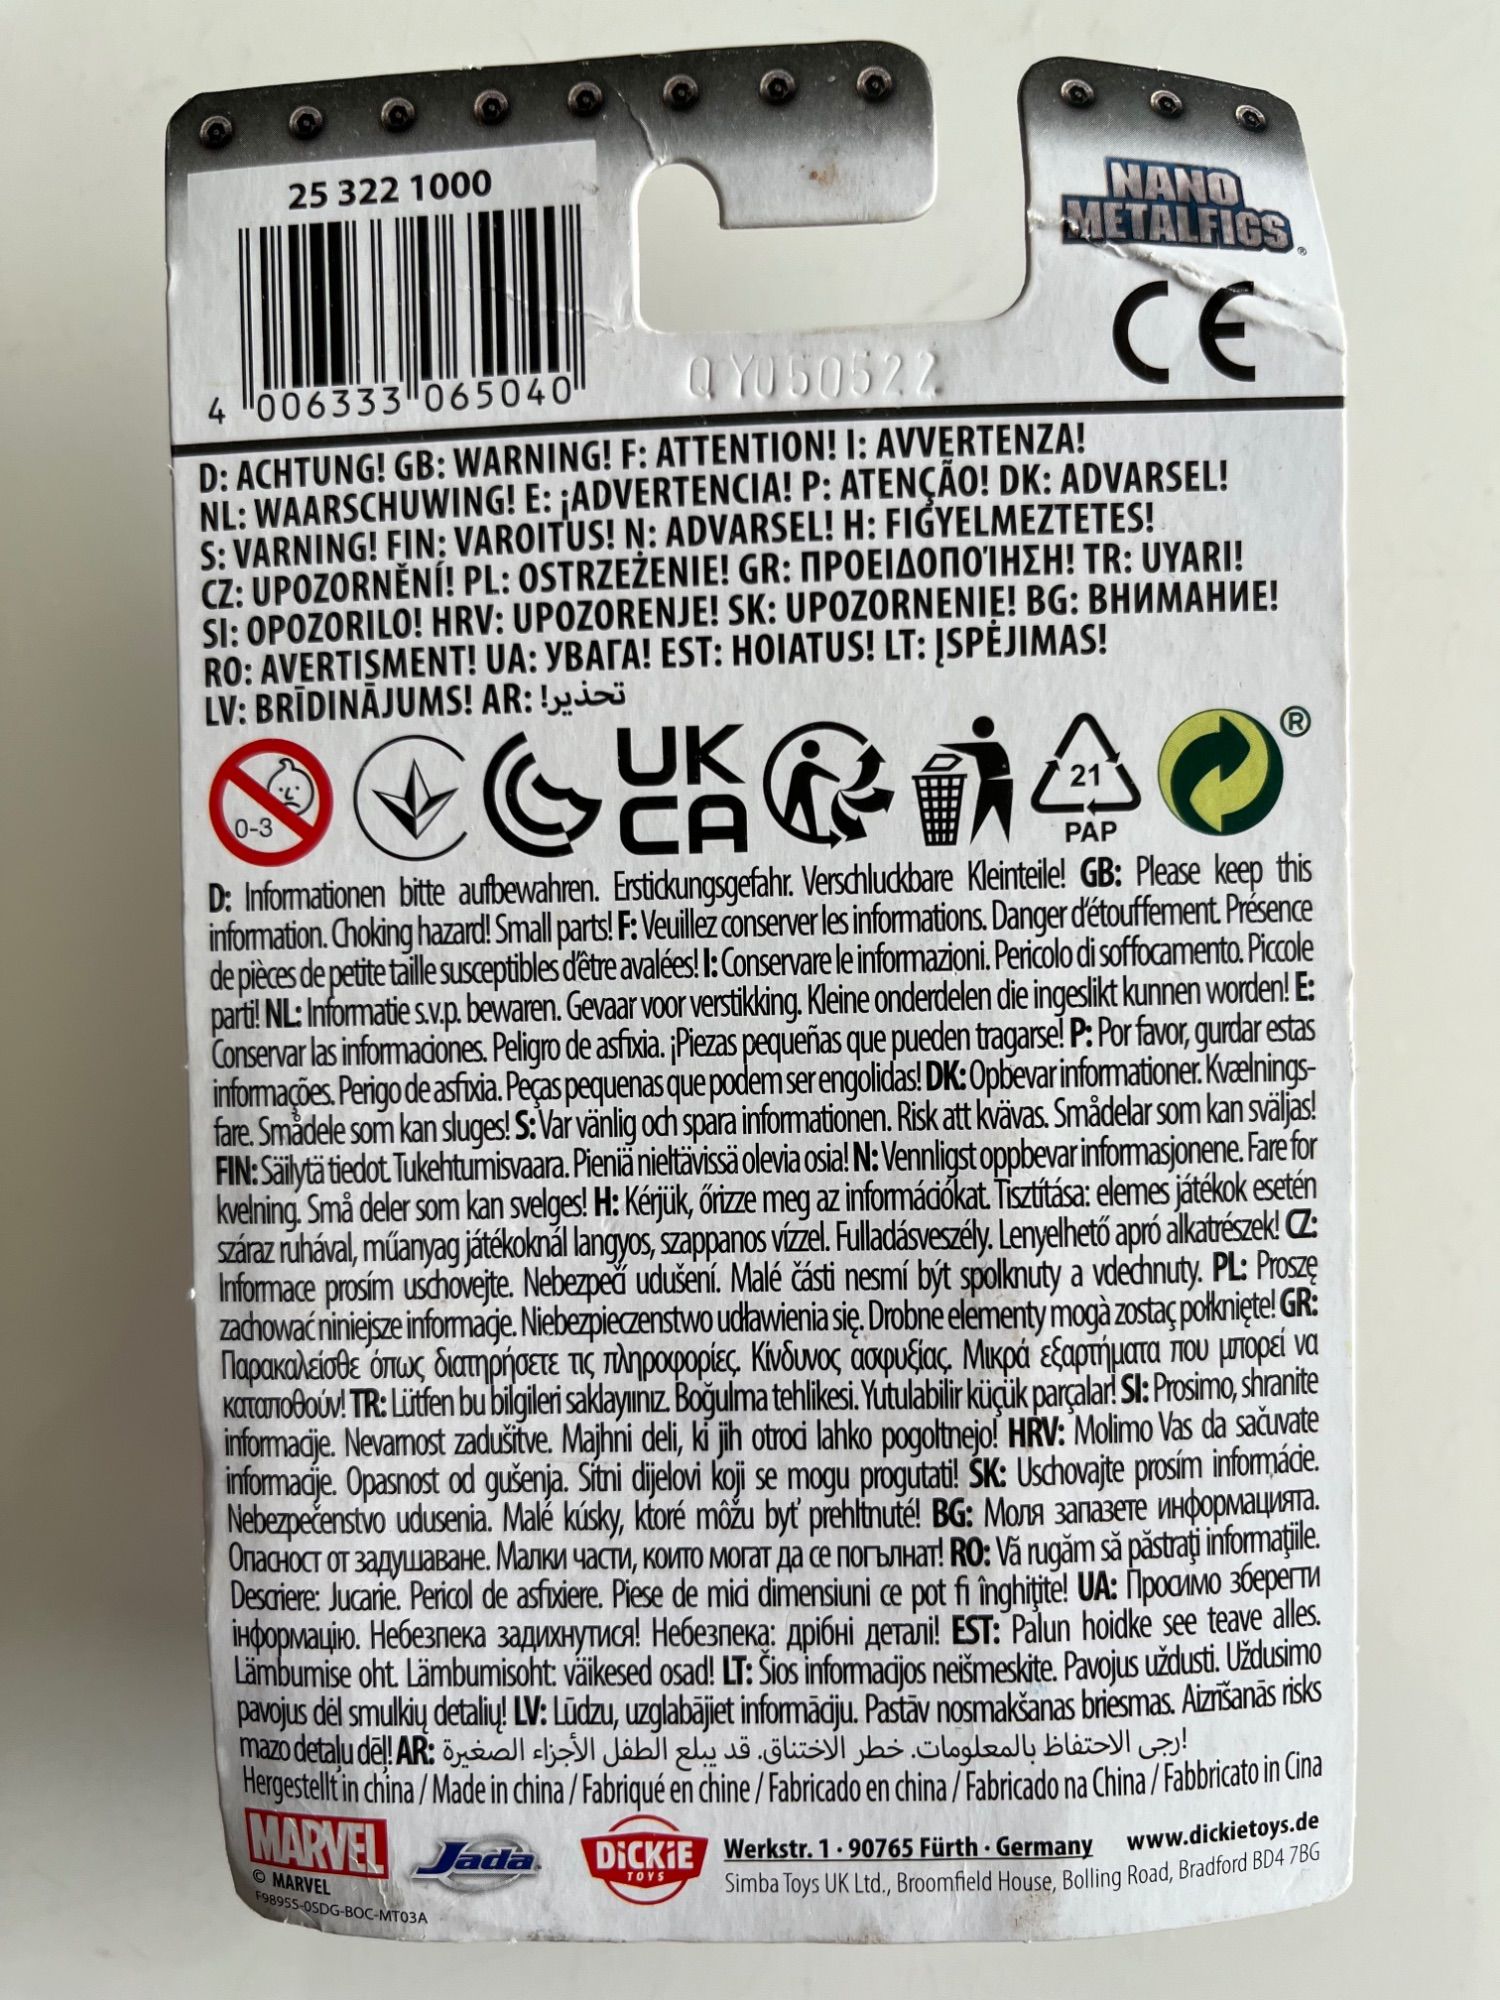 25 322 1000
NANO
METALFIGS®
CE
4 006333 065040
QY050522
D: ACHTUNG! GB: WARNING! F: ATTENTION! I: AVVERTENZA!
NL: WAARSCHUWING! E: ¡ADVERTENCIA! P: ATENÇÃO! DK: ADVARSEL!
S: VARNING! FIN: VAROITUS! N: ADVARSEL! H: FIGYELMEZTETES!
CZ: UPOZORNĚNÍ! PL: OSTRZEŻENIE! GR: ΠΡΟΕΙΔΟΠΟΊΗΣΗ! TR: UYARI!
SI: OPOZORILO! HRV: UPOZORENJE! SK: UPOZORNENIE! BG: ВНИМАНИЕ!
RO: AVERTISMENT! UA: УВАГА! EST: HOIATUS! LT: ĮSPĖJIMAS!
LV: BRĪDINĀJUMS! AR: تحذير!
0-3
UK
CA
21
PAP
®
D: Informationen bitte aufbewahren. Erstickungsgefahr. Verschluckbare Kleinteile! GB: Please keep this
information. Choking hazard! Small parts! F: Veuillez conserver les informations. Danger d'étouffement. Présence
de pièces de petite taille susceptibles d'être avalées! I: Conservare le informazioni. Pericolo di soffocamento. Piccole
parti! NL: Informatie s.v.p. bewaren. Gevaar voor verstikking. Kleine onderdelen die ingeslikt kunnen worden! E:
Conservar las informaciones. Peligro de asfixia. ¡Piezas pequeñas que pueden tragarse! P: Por favor, gurdar estas
informações. Perigo de asfixia. Peças pequenas que podem ser engolidas! DK: Opbevar informationer. Kvælnings-
fare. Smådele som kan sluges! S: Var vänlig och spara informationen. Risk att kvävas. Smådelar som kan sväljas!
FIN: Säilytä tiedot. Tukehtumisvaara. Pieniä nieltävissä olevia osia! N: Vennligst oppbevar informasjonene. Fare for
kvelning. Små deler som kan svelges! H: Kérjük, őrizze meg az információkat. Tisztítása: elemes játékok esetén
száraz ruhával, műanyag játékoknál langyos, szappanos vízzel. Fulladásveszély. Lenyelhető apró alkatrészek! CZ:
Informace prosím uschovejte. Nebezpečí udušení. Malé části nesmí být spolknuty a vdechnuty. PL: Proszę
zachować niniejsze informacje. Niebezpieczenstwo udławienia się. Drobne elementy mogà zostaç połknięte! GR:
Παρακαλείσθε όπως διατηρήσετε τις πληροφορίες. Κίνδυνος ασφυξίας. Μικρά εξαρτήματα που μπορεί να
καταποθούν! TR: Lütfen bu bilgileri saklayıınız. Boğulma tehlikesi. Yutulabilir küçük parçalar! SI: Prosimo, shranite
informacije. Nevarnost zadušitve. Majhni deli, ki jih otroci lahko pogoltnejo! HRV: Molimo Vas da sačuvate
informacije. Opasnost od gušenja. Sitni dijelovi koji se mogu progutati! SK: Uschovajte prosím informácie.
Nebezpečenstvo udusenia. Malé kúsky, ktoré môžu byť prehltnuté! BG: Моля запазете информацията.
Опасност от задушаване. Малки части, които могат да се погълнат! RO: Vă rugăm să păstraţi informaţiile.
Descriere: Jucarie. Pericol de asfixiere. Piese de mici dimensiuni ce pot fi înghiţite! UA: Просимо зберегти
інформацію. Небезпека задихнутися! Небезпека: дрібні деталі! EST: Palun hoidke see teave alles.
Lämbumise oht. Lämbumisoht: väikesed osad! LT: Šios informacijos neišmeskite. Pavojus uždusti. Uždusimo
pavojus dėl smulkių detalių! LV: Lūdzu, uzglabājiet informāciju. Pastāv nosmakšanas briesmas. Aizrīšanās risks
mazo detaļu dēļ! AR: رجى الاحتفاظ بالمعلومات. خطر الاختناق. قد يبلع الطفل الأجزاء الصغيرة!
Hergestellt in china / Made in china / Fabriqué en chine / Fabricado en china / Fabricado na China / Fabbricato in Cina
MARVEL
© MARVEL
F9895S-0SDG-BOC-MT03A
Jada
DICKIE
TOYS
Werkstr. 1 · 90765 Fürth · Germany www.dickietoys.de
Simba Toys UK Ltd., Broomfield House, Bolling Road, Bradford BD4 7BG